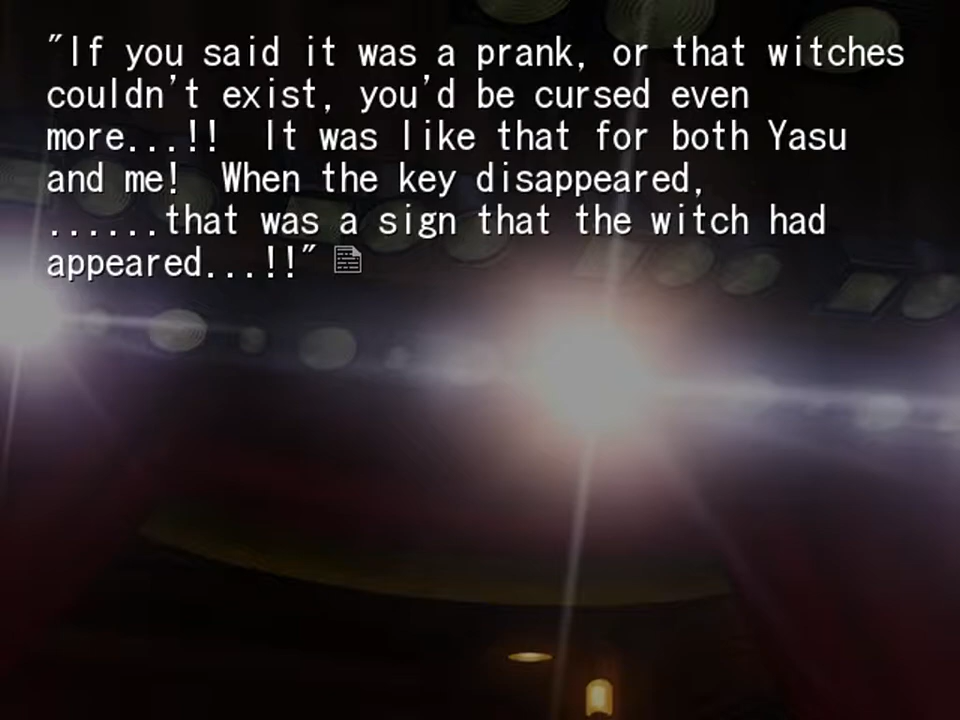 "If you said it was a prank, or that witches
couldn't exist, you'd be cursed even
more...!!  It was like that for both Yasu
and me!  When the key disappeared,
......that was a sign that the witch had
appeared...!!"